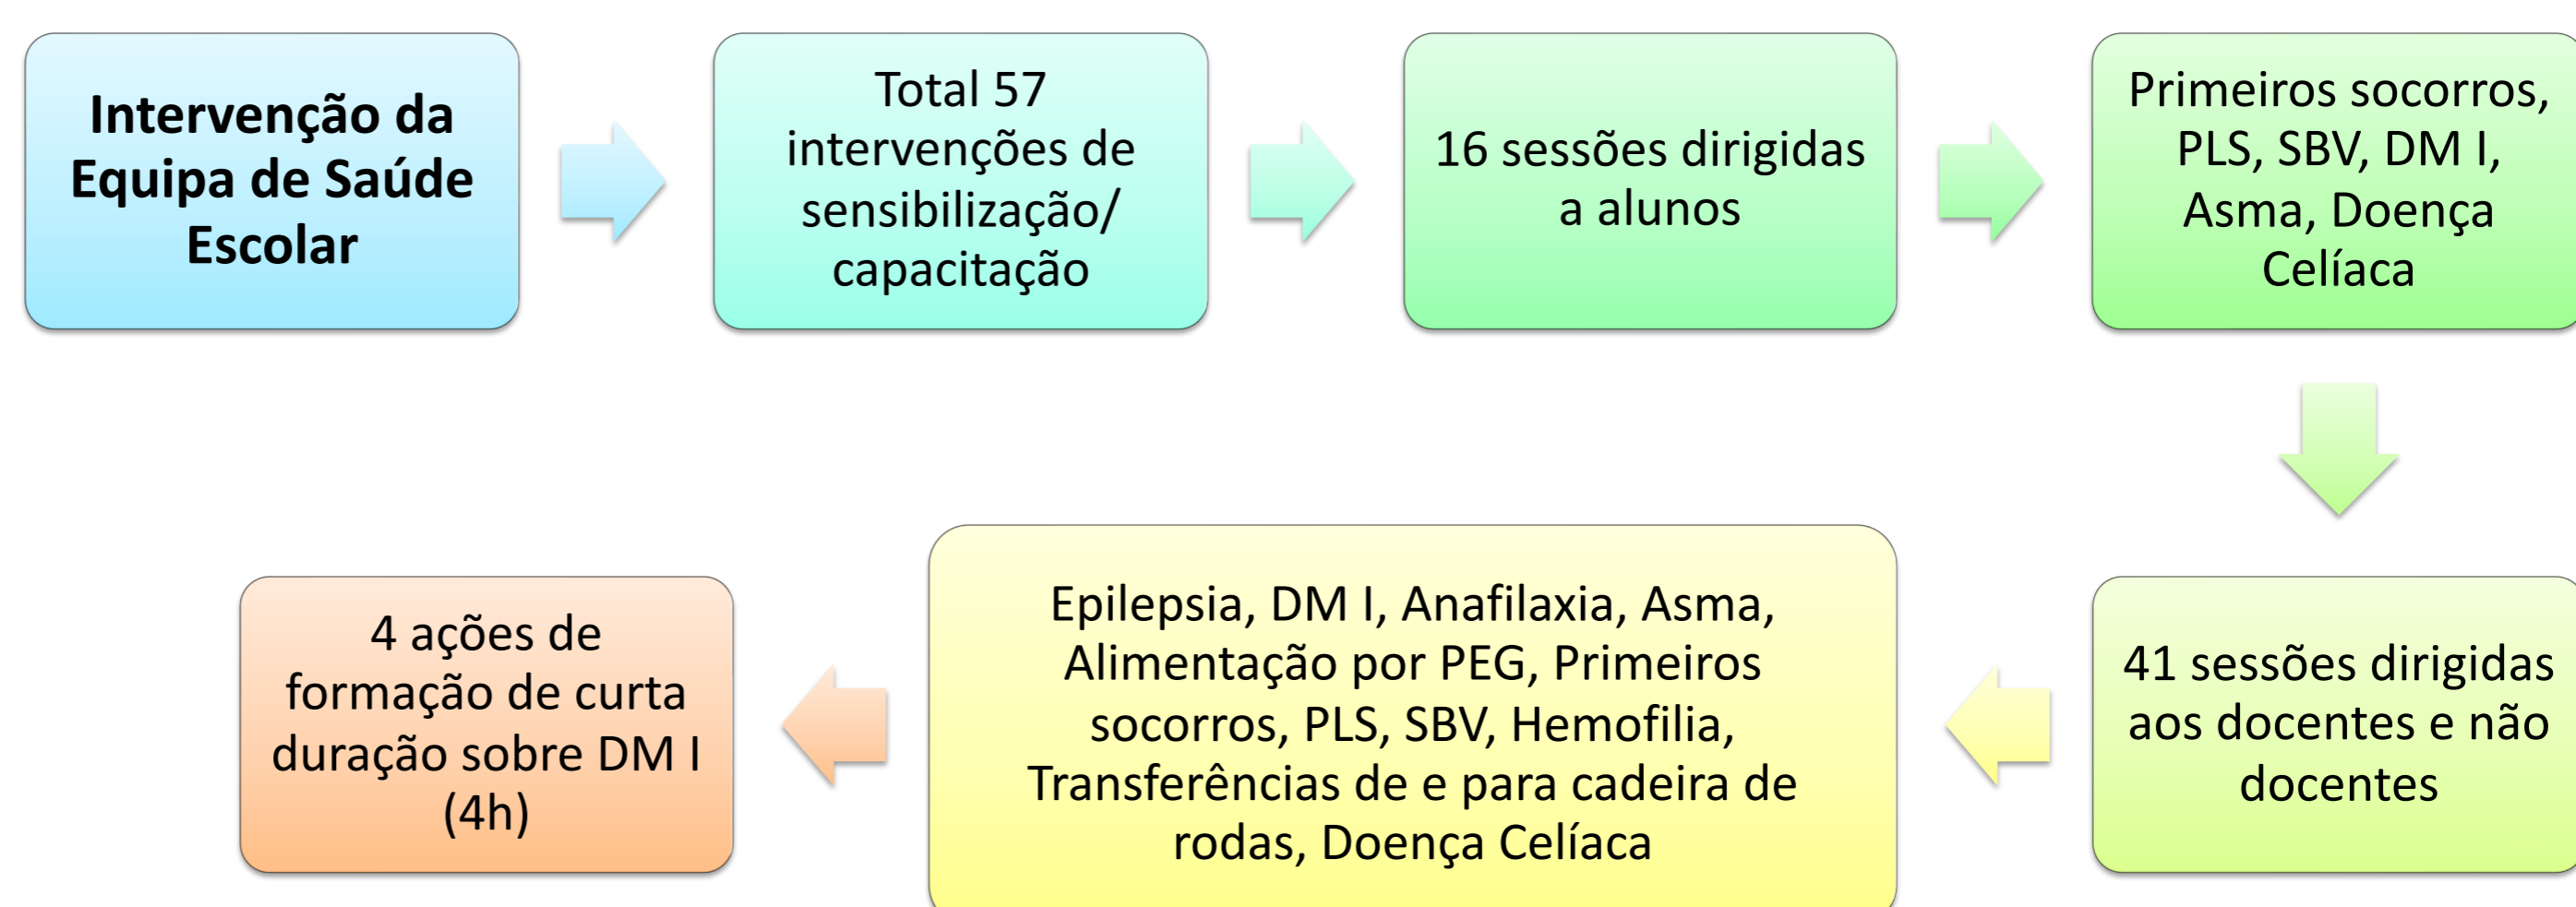 Intervenção da
Equipa de Saúde
Escolar
Total 57
intervenções de
sensibilização/
capacitação
16 sessões dirigidas
a alunos
Primeiros socorros,
PLS, SBV, DM I,
Asma, Doença
Celíaca
41 sessões dirigidas
aos docentes e não
docentes
Epilepsia, DM I, Anafilaxia, Asma,
Alimentação por PEG, Primeiros
socorros, PLS, SBV, Hemofilia,
Transferências de e para cadeira de
rodas, Doença Celíaca
4 ações de
formação de curta
duração sobre DM I
(4h)